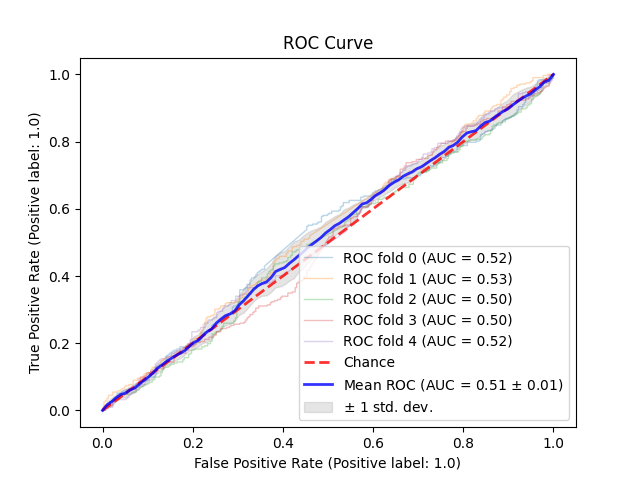 ROC Curve
True Positive Rate (Positive label: 1.0)
1.0
0.8
0.6
0.4
0.2
0.0
ROC fold 0 (AUC = 0.52)
ROC fold 1 (AUC = 0.53)
ROC fold 2 (AUC = 0.50)
ROC fold 3 (AUC = 0.50)
ROC fold 4 (AUC = 0.52)
Chance
Mean ROC (AUC = 0.51 ± 0.01)
± 1 std. dev.
0.0 0.2 0.4 0.6 0.8 1.0
False Positive Rate (Positive label: 1.0)